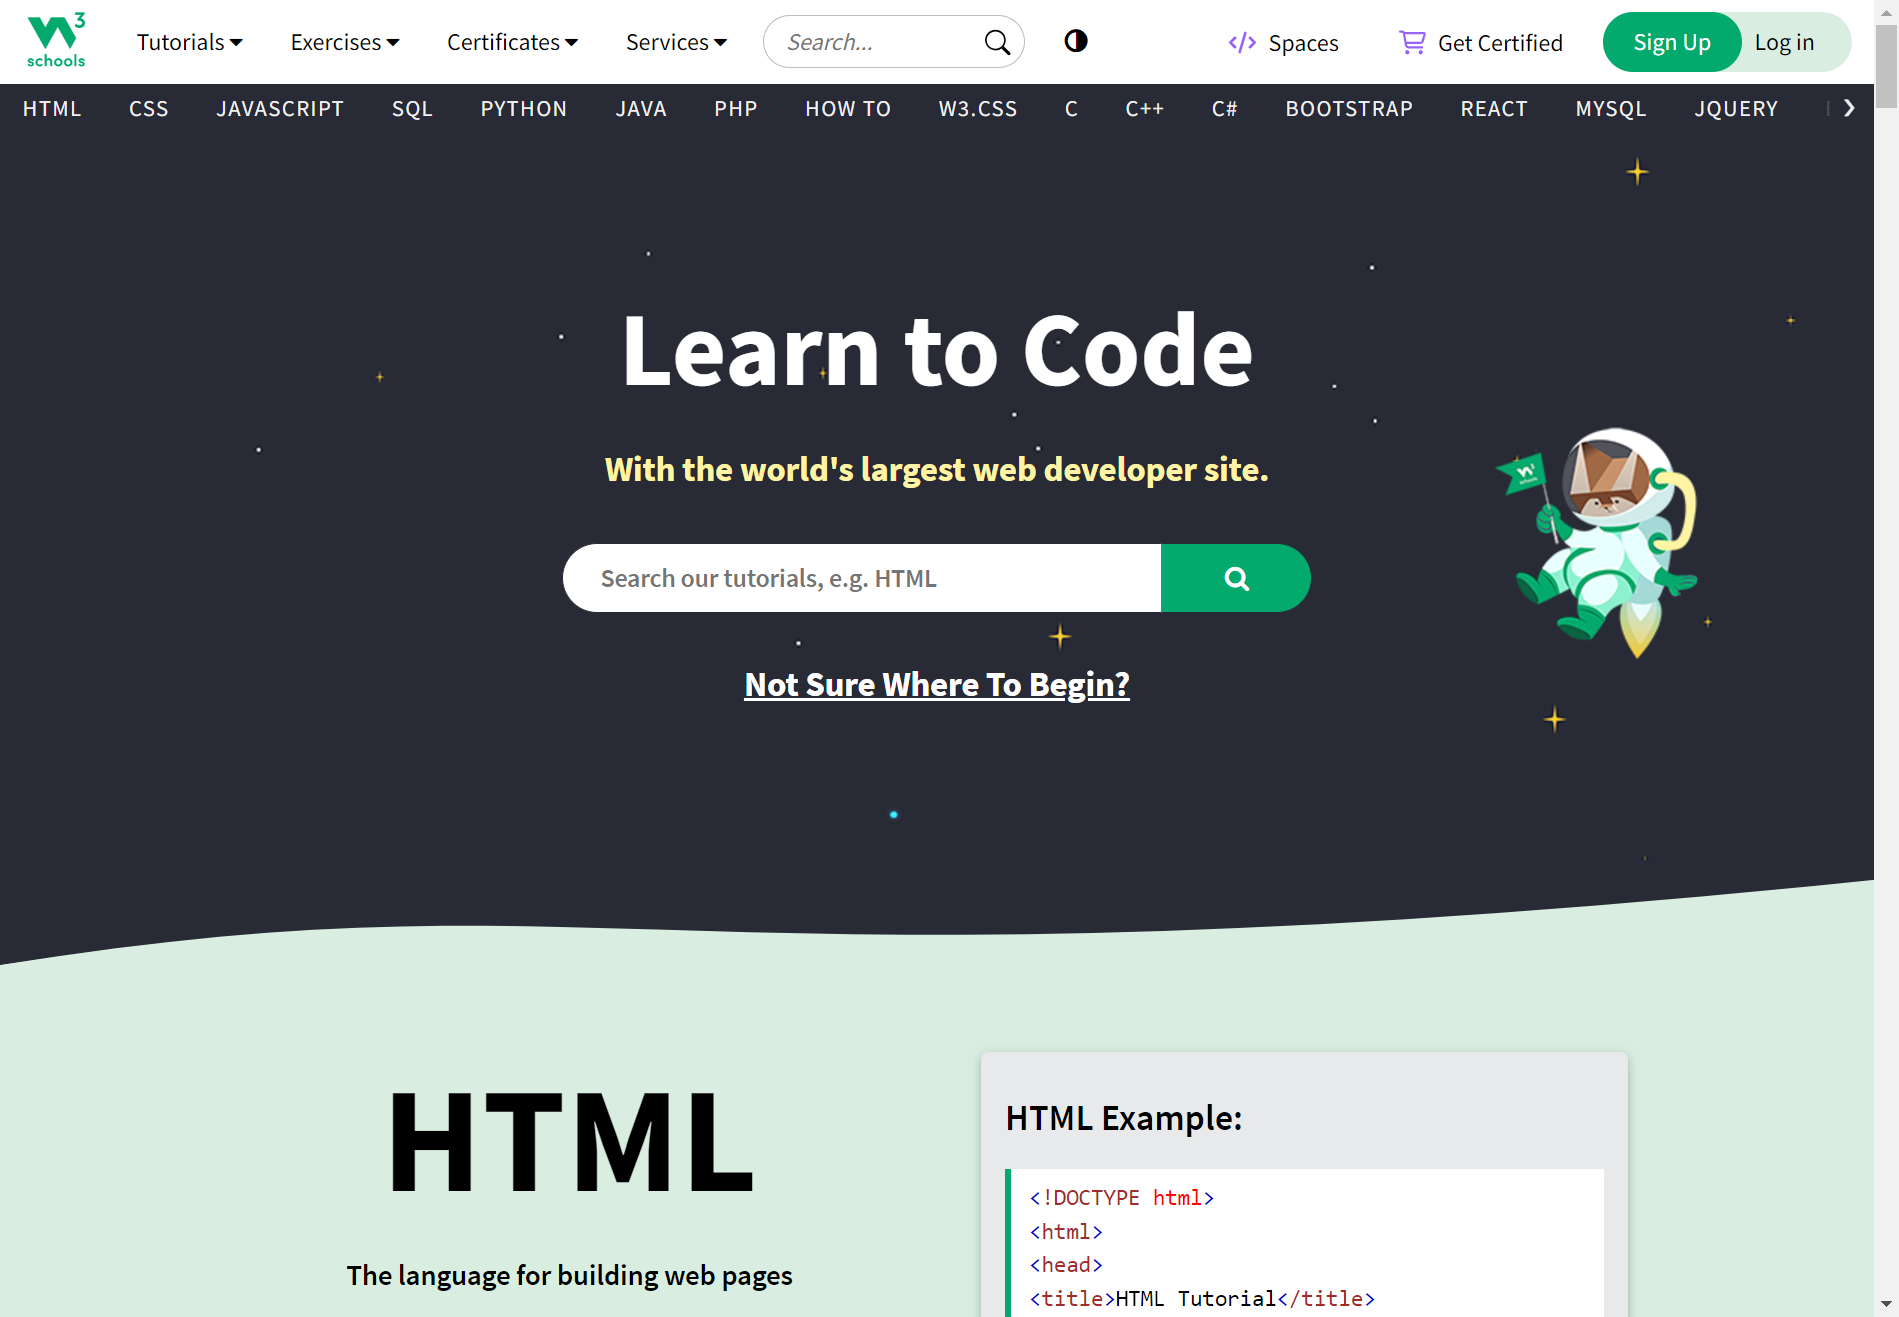 W3 schools
Tutorials Exercises Certificates Services Search... Spaces Get Certified Sign Up Log in
HTML CSS JAVASCRIPT SQL PYTHON JAVA PHP HOW TO W3.CSS C C++ C# BOOTSTRAP REACT MYSQL JQUERY
Learn to Code
With the world's largest web developer site.
Search our tutorials, e.g. HTML
Not Sure Where To Begin?
HTML
The language for building web pages
HTML Example:
<!DOCTYPE html>
<html>
<head>
<title>HTML Tutorial</title>